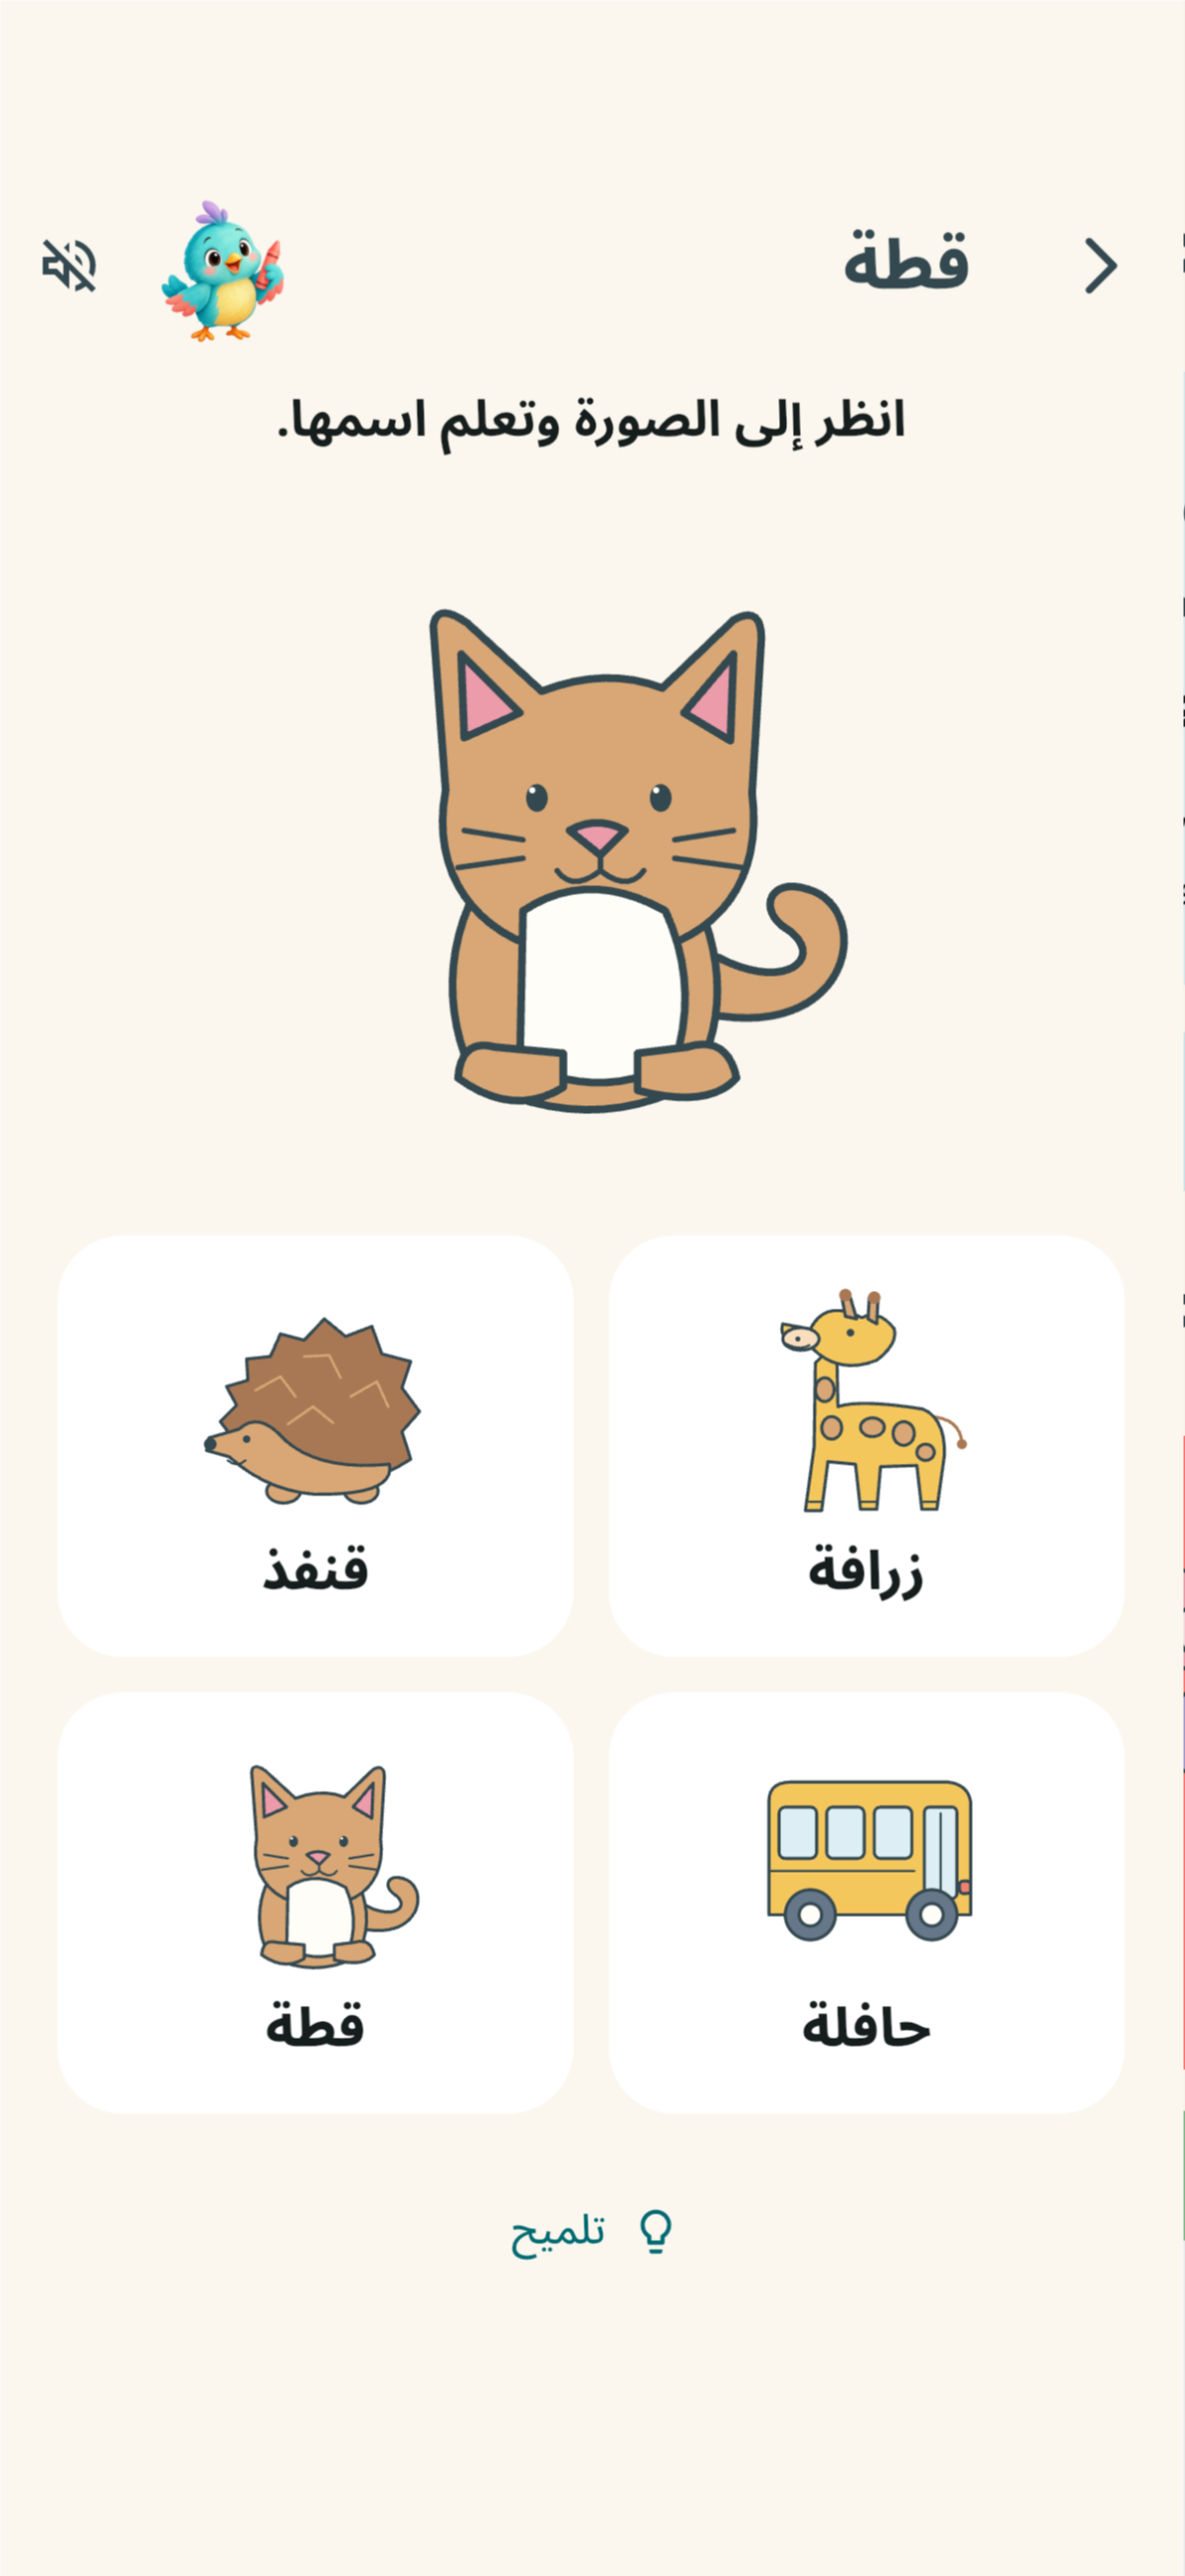 قطة
انظر إلى الصورة وتعلم اسمها.
زرافة
قنفذ
حافلة
قطة
تلميح